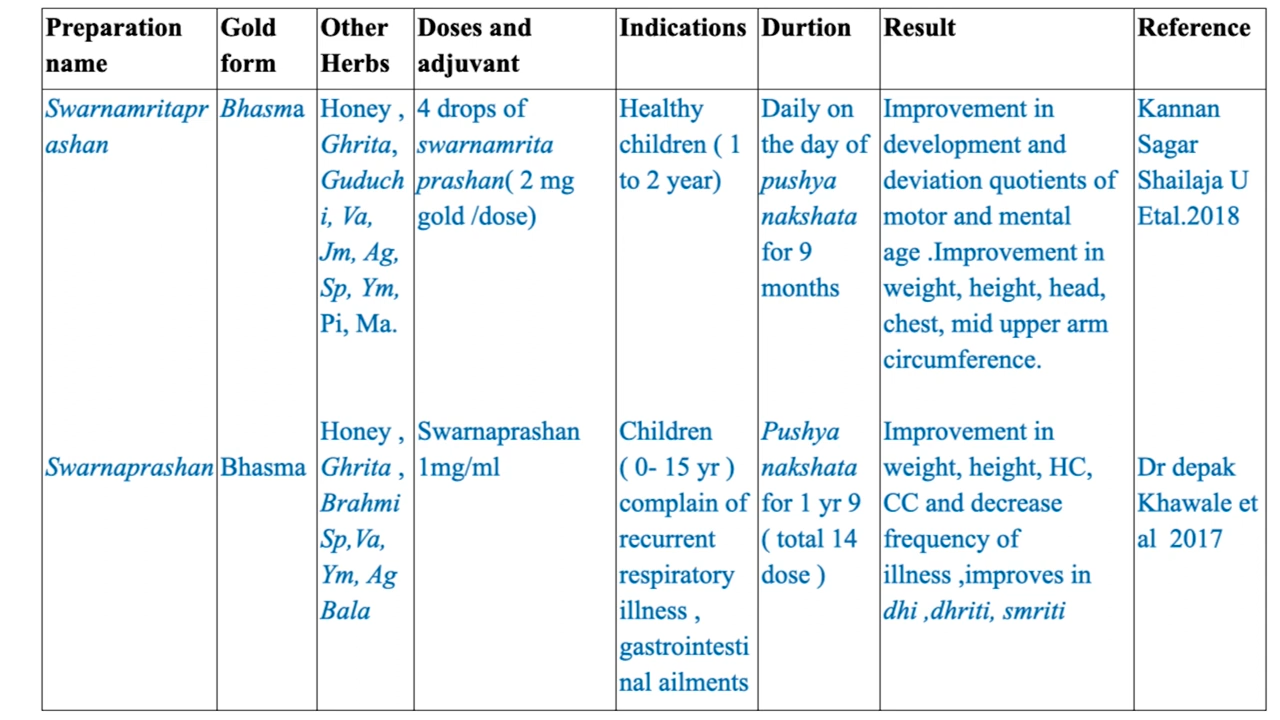 Preparation name
Gold form
Other Herbs
Doses and adjuvant
Indications
Durtion
Result
Reference
Swarnamritapr
ashan
Bhasma
Honey ,
Ghrita,
Guduch
i, Va,
Jm, Ag,
Sp, Ym,
Pi, Ma.
4 drops of
swarnamrita
prashan( 2 mg
gold /dose)
Healthy
children ( 1
to 2 year)
Daily on
the day of
pushya
nakshata
for 9
months
Improvement in
development and
deviation quotients of
motor and mental
age .Improvement in
weight, height, head,
chest, mid upper arm
circumference.
Kannan
Sagar
Shailaja U
Etal.2018
Swarnaprashan
Bhasma
Honey ,
Ghrita ,
Brahmi
Sp,Va,
Ym, Ag
Bala
Swarnaprashan
1mg/ml
Children
( 0- 15 yr )
complain of
recurrent
respiratory
illness ,
gastrointesti
nal ailments
Pushya
nakshata
for 1 yr 9
( total 14
dose )
Improvement in
weight, height, HC,
CC and decrease
frequency of
illness ,improves in
dhi ,dhriti, smriti
Dr depak
Khawale et
al 2017